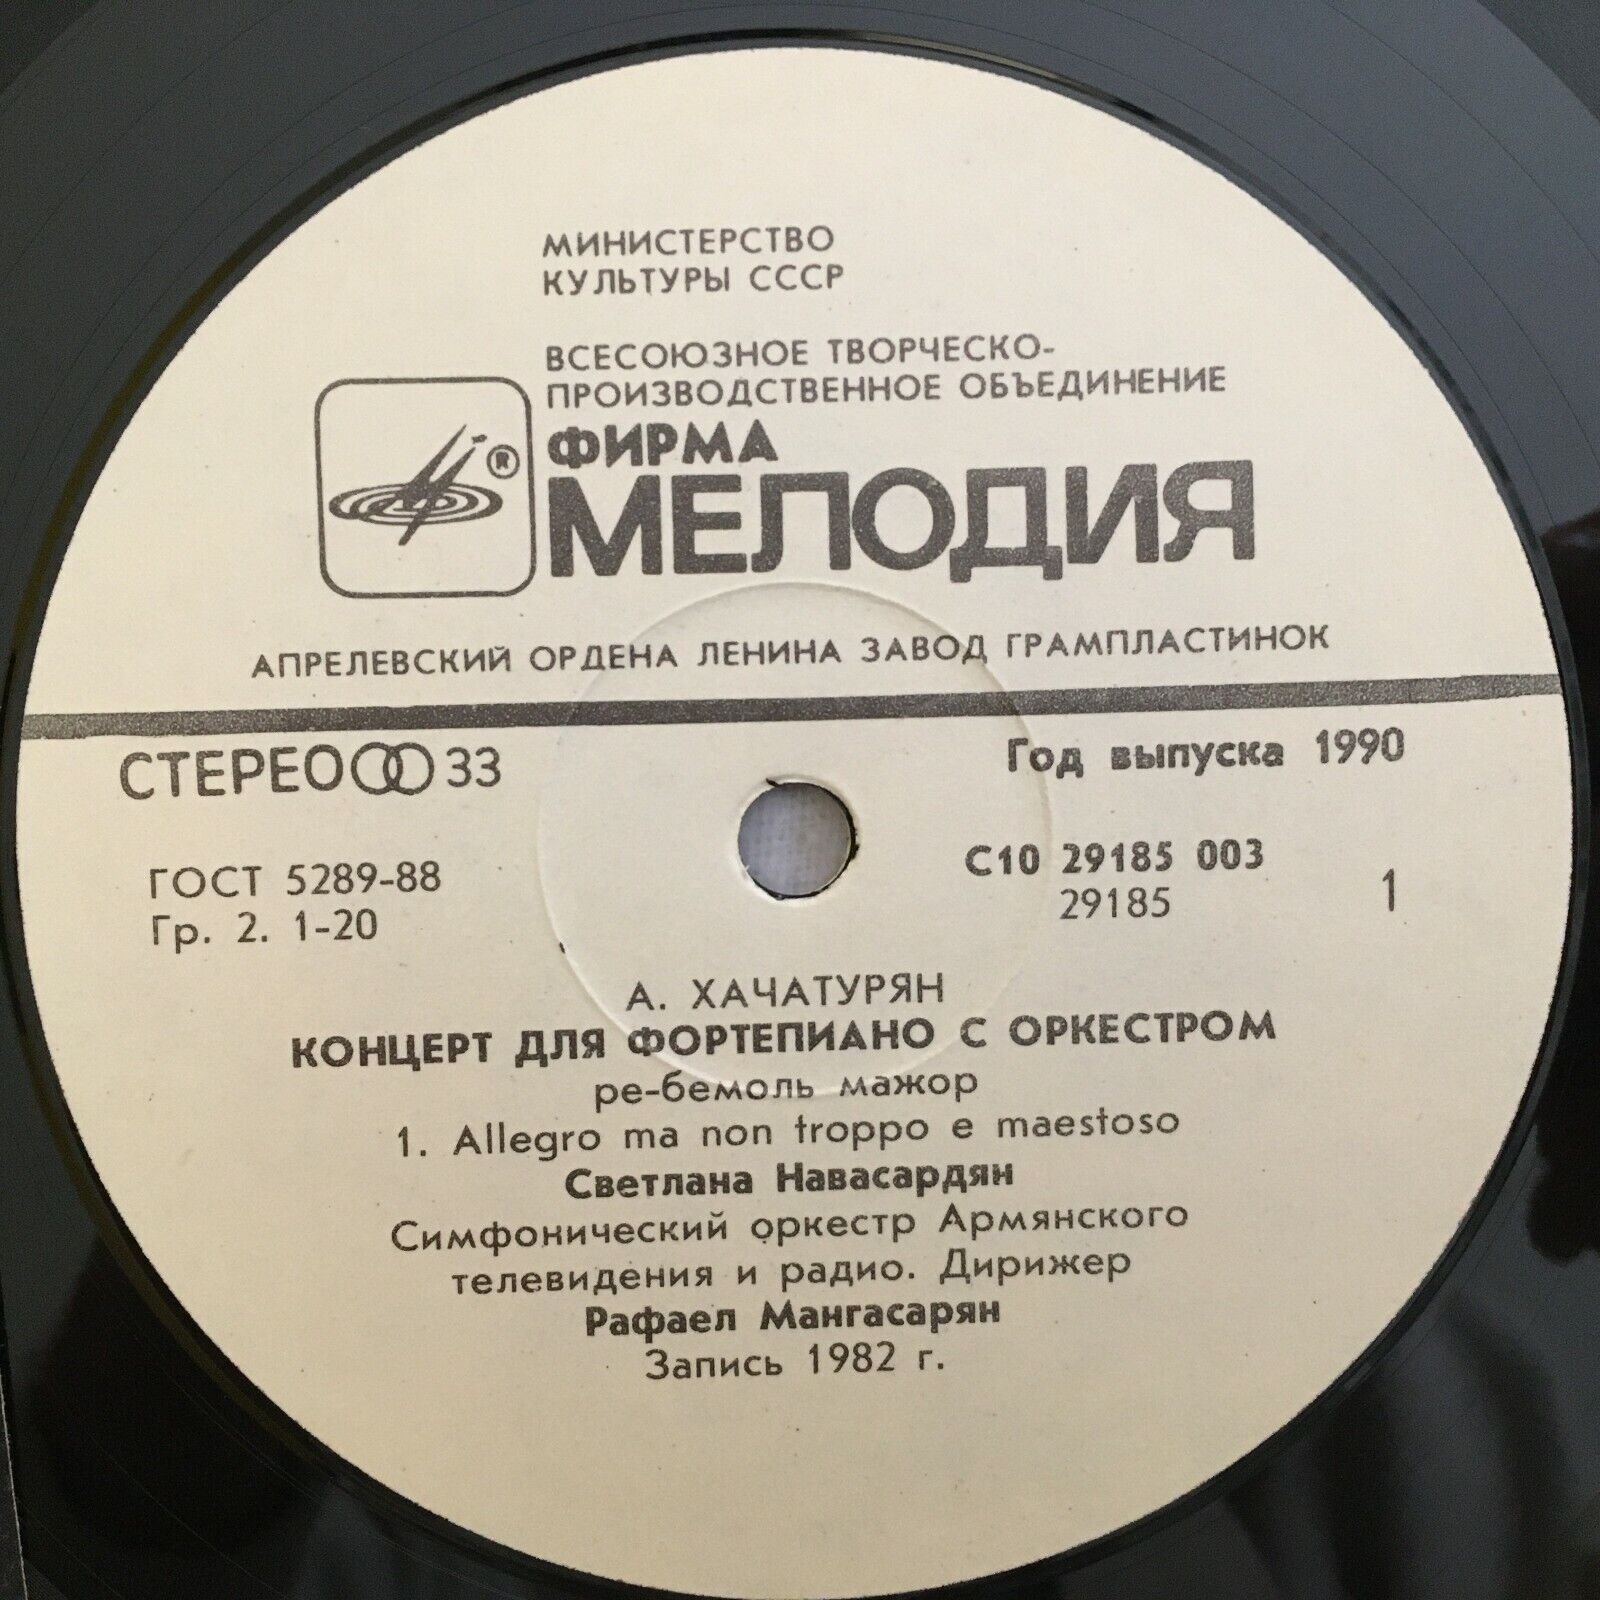 МИНИСТЕРСТВО
КУЛЬТУРЫ СССР
ВСЕСОЮЗНОЕ ТВОРЧЕСКО-
ПРОИЗВОДСТВЕННОЕ ОБЪЕДИНЕНИЕ
ФИРМА
®
МЕЛОДИЯ
АПРЕЛЕВСКИЙ ОРДЕНА ЛЕНИНА ЗАВОД ГРАМПЛАСТИНОК
СТЕРЕО 33
Год выпуска 1990
ГОСТ 5289-88
Гр. 2. 1-20
С10 29185 003
29185
1
А. ХАЧАТУРЯН
КОНЦЕРТ ДЛЯ ФОРТЕПИАНО С ОРКЕСТРОМ
ре-бемоль мажор
1. Allegro ma non troppo e maestoso
Светлана Навасардян
Симфонический оркестр Армянского
телевидения и радио. Дирижер
Рафаел Мангасарян
Запись 1982 г.